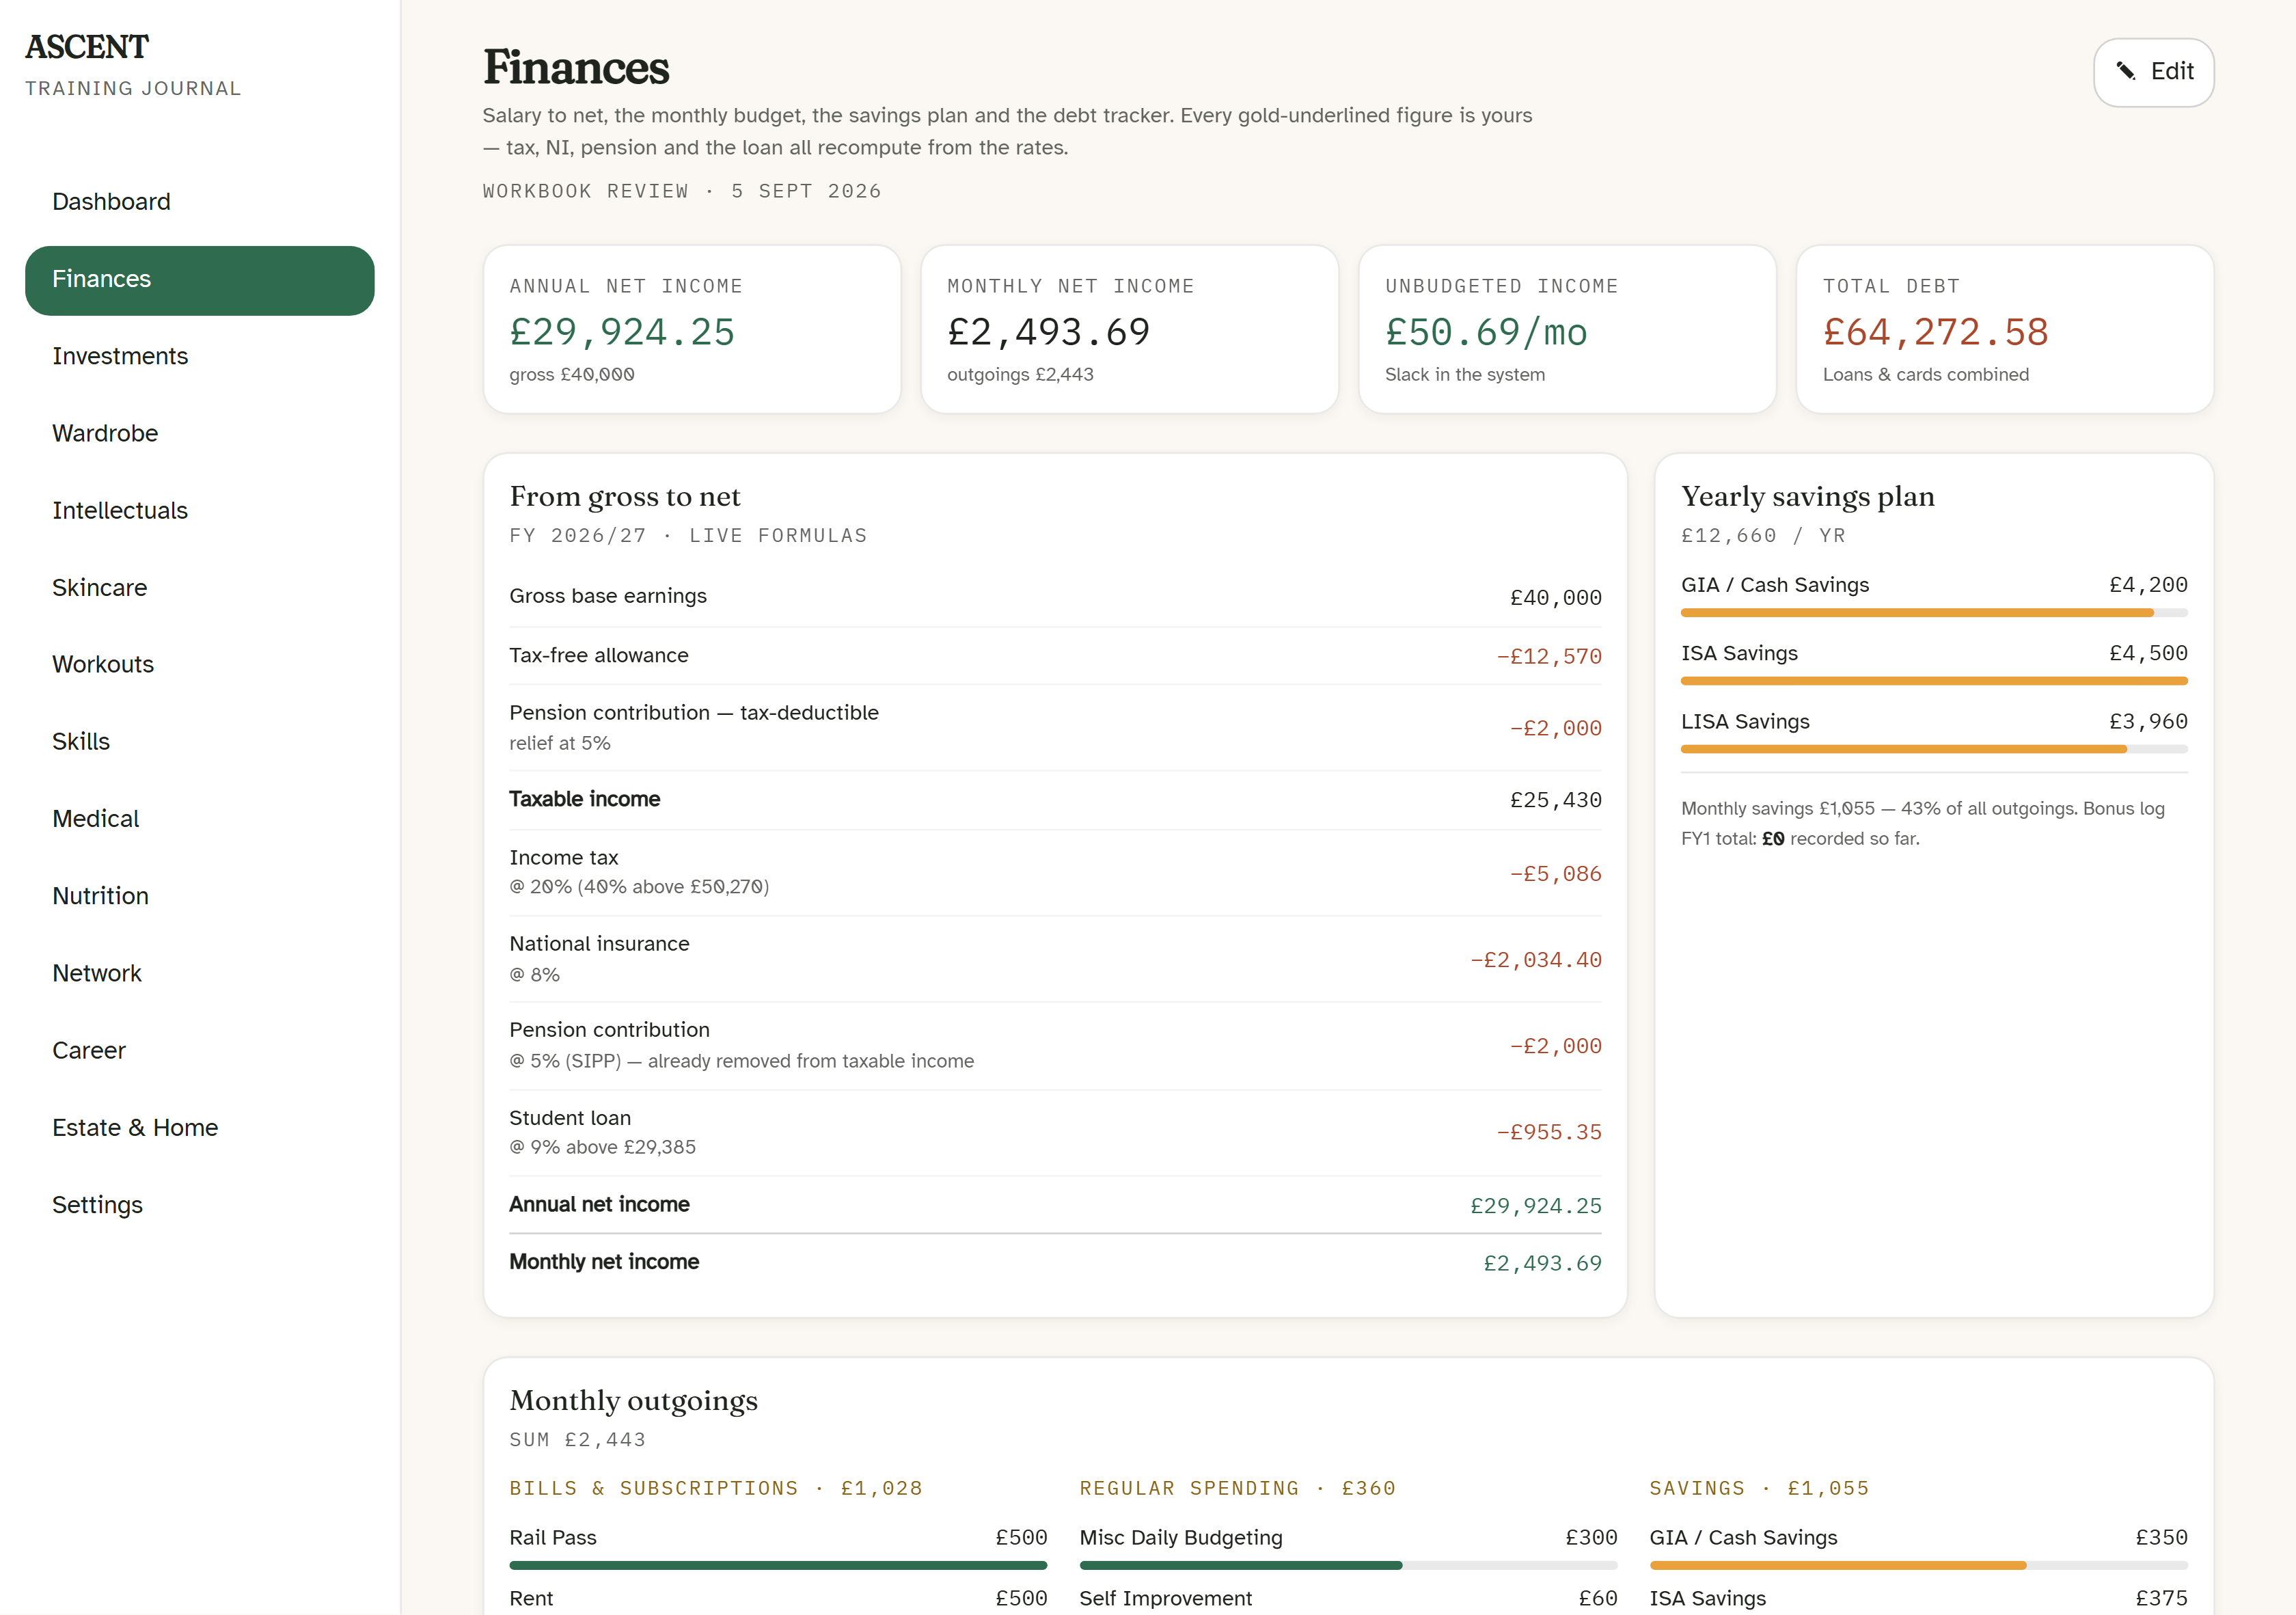 ASCENT
TRAINING JOURNAL
Dashboard
Finances
Investments
Wardrobe
Intellectuals
Skincare
Workouts
Skills
Medical
Nutrition
Network
Career
Estate & Home
Settings
Finances
Edit
Salary to net, the monthly budget, the savings plan and the debt tracker. Every gold-underlined figure is yours
— tax, NI, pension and the loan all recompute from the rates.
WORKBOOK REVIEW · 5 SEPT 2026
ANNUAL NET INCOME
£29,924.25
gross £40,000
MONTHLY NET INCOME
£2,493.69
outgoings £2,443
UNBUDGETED INCOME
£50.69/mo
Slack in the system
TOTAL DEBT
£64,272.58
Loans & cards combined
From gross to net
FY 2026/27 · LIVE FORMULAS
Gross base earnings £40,000
Tax-free allowance −£12,570
Pension contribution — tax-deductible −£2,000
relief at 5%
Taxable income £25,430
Income tax −£5,086
@ 20% (40% above £50,270)
National insurance −£2,034.40
@ 8%
Pension contribution −£2,000
@ 5% (SIPP) — already removed from taxable income
Student loan −£955.35
@ 9% above £29,385
Annual net income £29,924.25
Monthly net income £2,493.69
Yearly savings plan
£12,660 / YR
GIA / Cash Savings £4,200
ISA Savings £4,500
LISA Savings £3,960
Monthly savings £1,055 — 43% of all outgoings. Bonus log
FY1 total: £0 recorded so far.
Monthly outgoings
SUM £2,443
BILLS & SUBSCRIPTIONS · £1,028
Rail Pass £500
Rent £500
REGULAR SPENDING · £360
Misc Daily Budgeting £300
Self Improvement £60
SAVINGS · £1,055
GIA / Cash Savings £350
ISA Savings £375